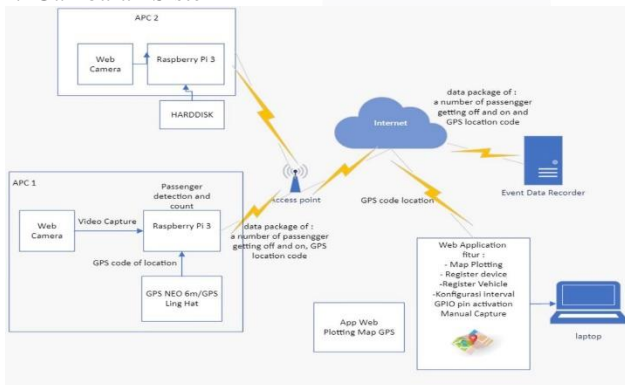 APC 2
Web
Camera
Raspberry Pi 3
HARDDISK
Internet
data package of :
a number of passengger
getting off and on and
GPS location code
Event Data Recorder
Access point
GPS code location
APC 1
Passenger
detection and
count
Web
Camera
Video Capture
Raspberry Pi 3
GPS code of location
GPS NEO 6m/GPS
Ling Hat
data package of :
a number of passengger
getting off and on, GPS
location code
App Web
Plotting Map GPS
Web Application
fitur :
- Map Plotting
- Register device
-Register Vehicle
-Konfigurasi Interval
GPIO pin activation
Manual Capture
laptop